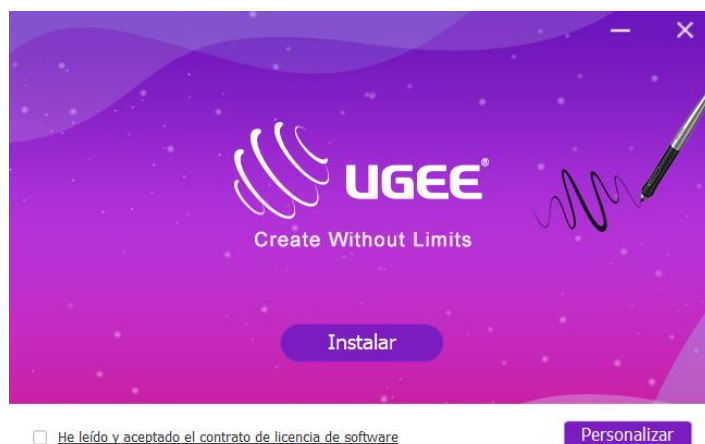 UGEE®
Create Without Limits
Instalar
He leído y aceptado el contrato de licencia de software
Personalizar